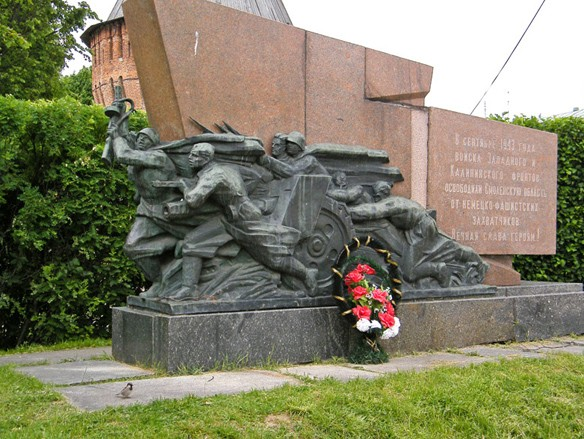 В сентябре 1943 года
войска Западного и
Калининского фронтов
освободили Смоленскую область
от немецко-фашистских
захватчиков
Вечная слава героям!